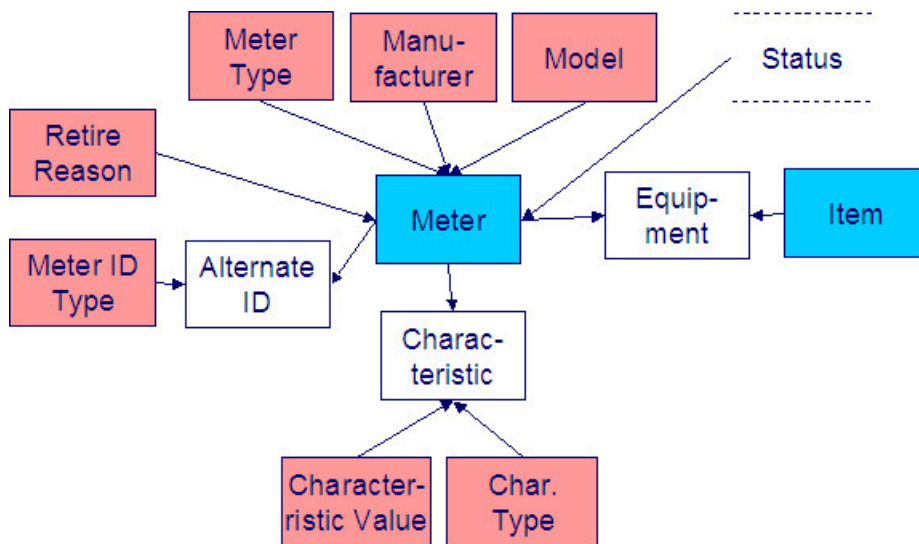 Meter
Type
Manu-
facturer
Model
Status
Retire
Reason
Meter
Equip-
ment
Item
Meter ID
Type
Alternate
ID
Charac-
teristic
Character-
ristic Value
Char.
Type